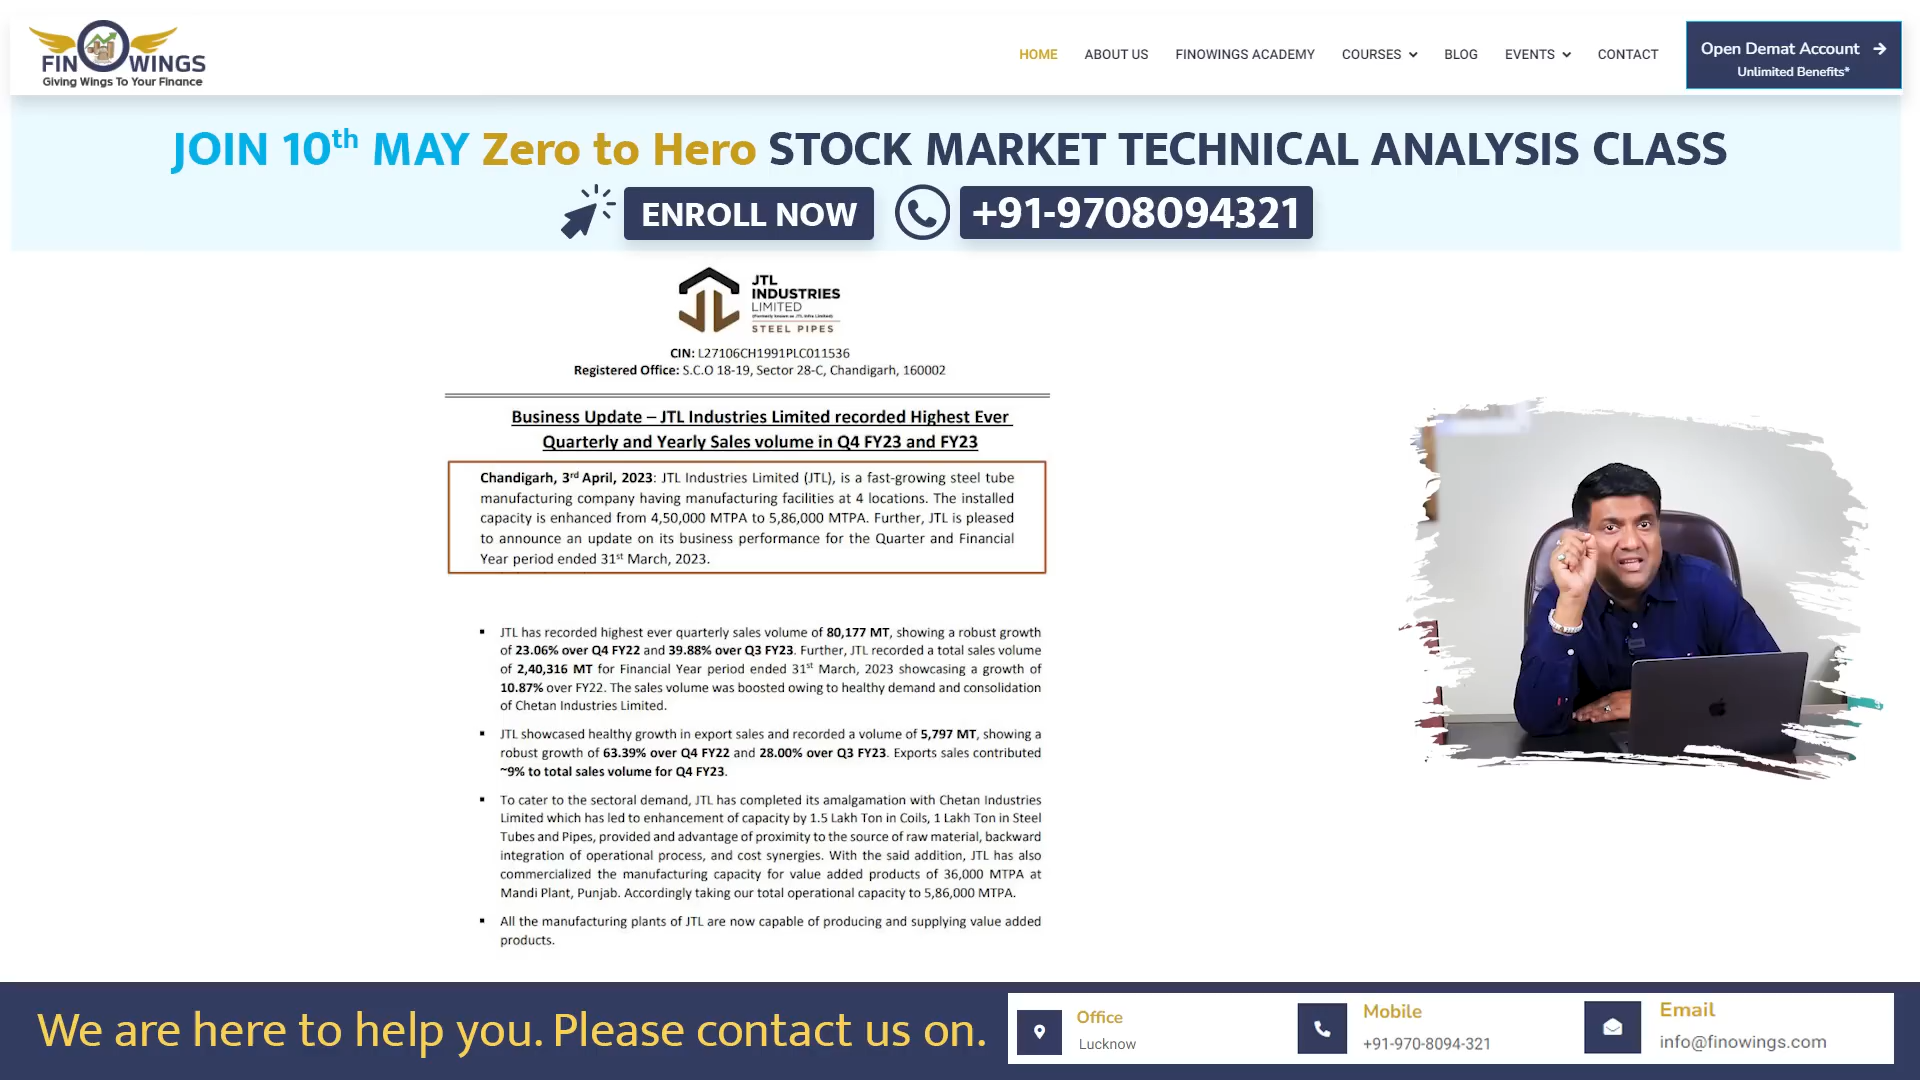 FINOWINGS
Giving Wings To Your Finance
HOME ABOUT US FINOWINGS ACADEMY COURSES BLOG EVENTS CONTACT
Open Demat Account
Unlimited Benefits*
JOIN 10th MAY Zero to Hero STOCK MARKET TECHNICAL ANALYSIS CLASS
ENROLL NOW +91-9708094321
JTL
INDUSTRIES
LIMITED
(Formerly known as JTL Infra Limited)
STEEL PIPES
CIN: L27106CH1991PLC011536
Registered Office: S.C.O 18-19, Sector 28-C, Chandigarh, 160002
Business Update – JTL Industries Limited recorded Highest Ever
Quarterly and Yearly Sales volume in Q4 FY23 and FY23
Chandigarh, 3rd April, 2023: JTL Industries Limited (JTL), is a fast-growing steel tube
manufacturing company having manufacturing facilities at 4 locations. The installed
capacity is enhanced from 4,50,000 MTPA to 5,86,000 MTPA. Further, JTL is pleased
to announce an update on its business performance for the Quarter and Financial
Year period ended 31st March, 2023.
▪ JTL has recorded highest ever quarterly sales volume of 80,177 MT, showing a robust growth
of 23.06% over Q4 FY22 and 39.88% over Q3 FY23. Further, JTL recorded a total sales volume
of 2,40,316 MT for Financial Year period ended 31st March, 2023 showcasing a growth of
10.87% over FY22. The sales volume was boosted owing to healthy demand and consolidation
of Chetan Industries Limited.
▪ JTL showcased healthy growth in export sales and recorded a volume of 5,797 MT, showing a
robust growth of 63.39% over Q4 FY22 and 28.00% over Q3 FY23. Exports sales contributed
~9% to total sales volume for Q4 FY23.
▪ To cater to the sectoral demand, JTL has completed its amalgamation with Chetan Industries
Limited which has led to enhancement of capacity by 1.5 Lakh Ton in Coils, 1 Lakh Ton in Steel
Tubes and Pipes, provided and advantage of proximity to the source of raw material, backward
integration of operational process, and cost synergies. With the said addition, JTL has also
commercialized the manufacturing capacity for value added products of 36,000 MTPA at
Mandi Plant, Punjab. Accordingly taking our total operational capacity to 5,86,000 MTPA.
▪ All the manufacturing plants of JTL are now capable of producing and supplying value added
products.
We are here to help you. Please contact us on.
Office
Lucknow
Mobile
+91-970-8094-321
Email
info@finowings.com